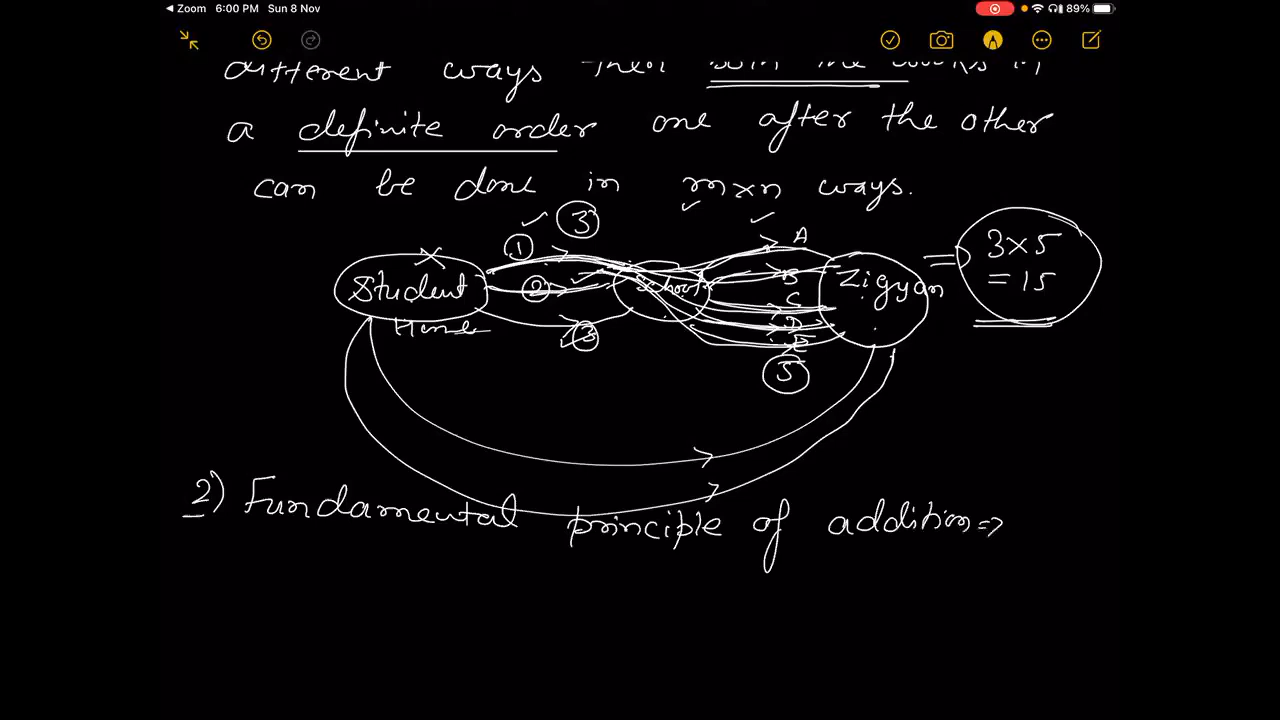 Zoom 6:00 PM Sun 8 Nov 89%
different ways then both the
a definite order one after the other
can be done in m×n ways.
3
1 A
3×5
= 15
=
Student
2
B
Zigyan
C
Home
3
D
E
5
2) Fundamental principle of addition ⇒